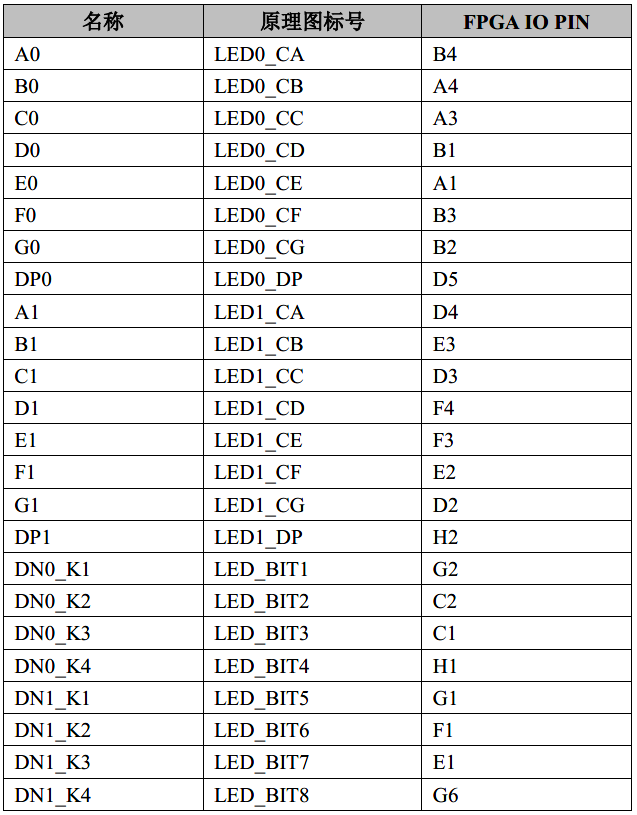 名称 原理图标号 FPGA IO PIN
A0 LED0_CA B4
B0 LED0_CB A4
C0 LED0_CC A3
D0 LED0_CD B1
E0 LED0_CE A1
F0 LED0_CF B3
G0 LED0_CG B2
DP0 LED0_DP D5
A1 LED1_CA D4
B1 LED1_CB E3
C1 LED1_CC D3
D1 LED1_CD F4
E1 LED1_CE F3
F1 LED1_CF E2
G1 LED1_CG D2
DP1 LED1_DP H2
DN0_K1 LED_BIT1 G2
DN0_K2 LED_BIT2 C2
DN0_K3 LED_BIT3 C1
DN0_K4 LED_BIT4 H1
DN1_K1 LED_BIT5 G1
DN1_K2 LED_BIT6 F1
DN1_K3 LED_BIT7 E1
DN1_K4 LED_BIT8 G6